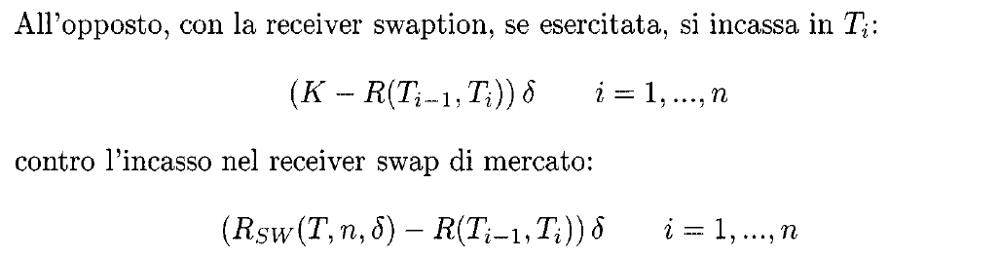 All'opposto, con la receiver swaption, se esercitata, si incassa in $T_i$:
$(K - R(T_{i-1}, T_i))\, \delta \qquad i = 1, ..., n$
contro l'incasso nel receiver swap di mercato:
$(R_{SW}(T, n, \delta) - R(T_{i-1}, T_i))\, \delta \qquad i = 1, ..., n$